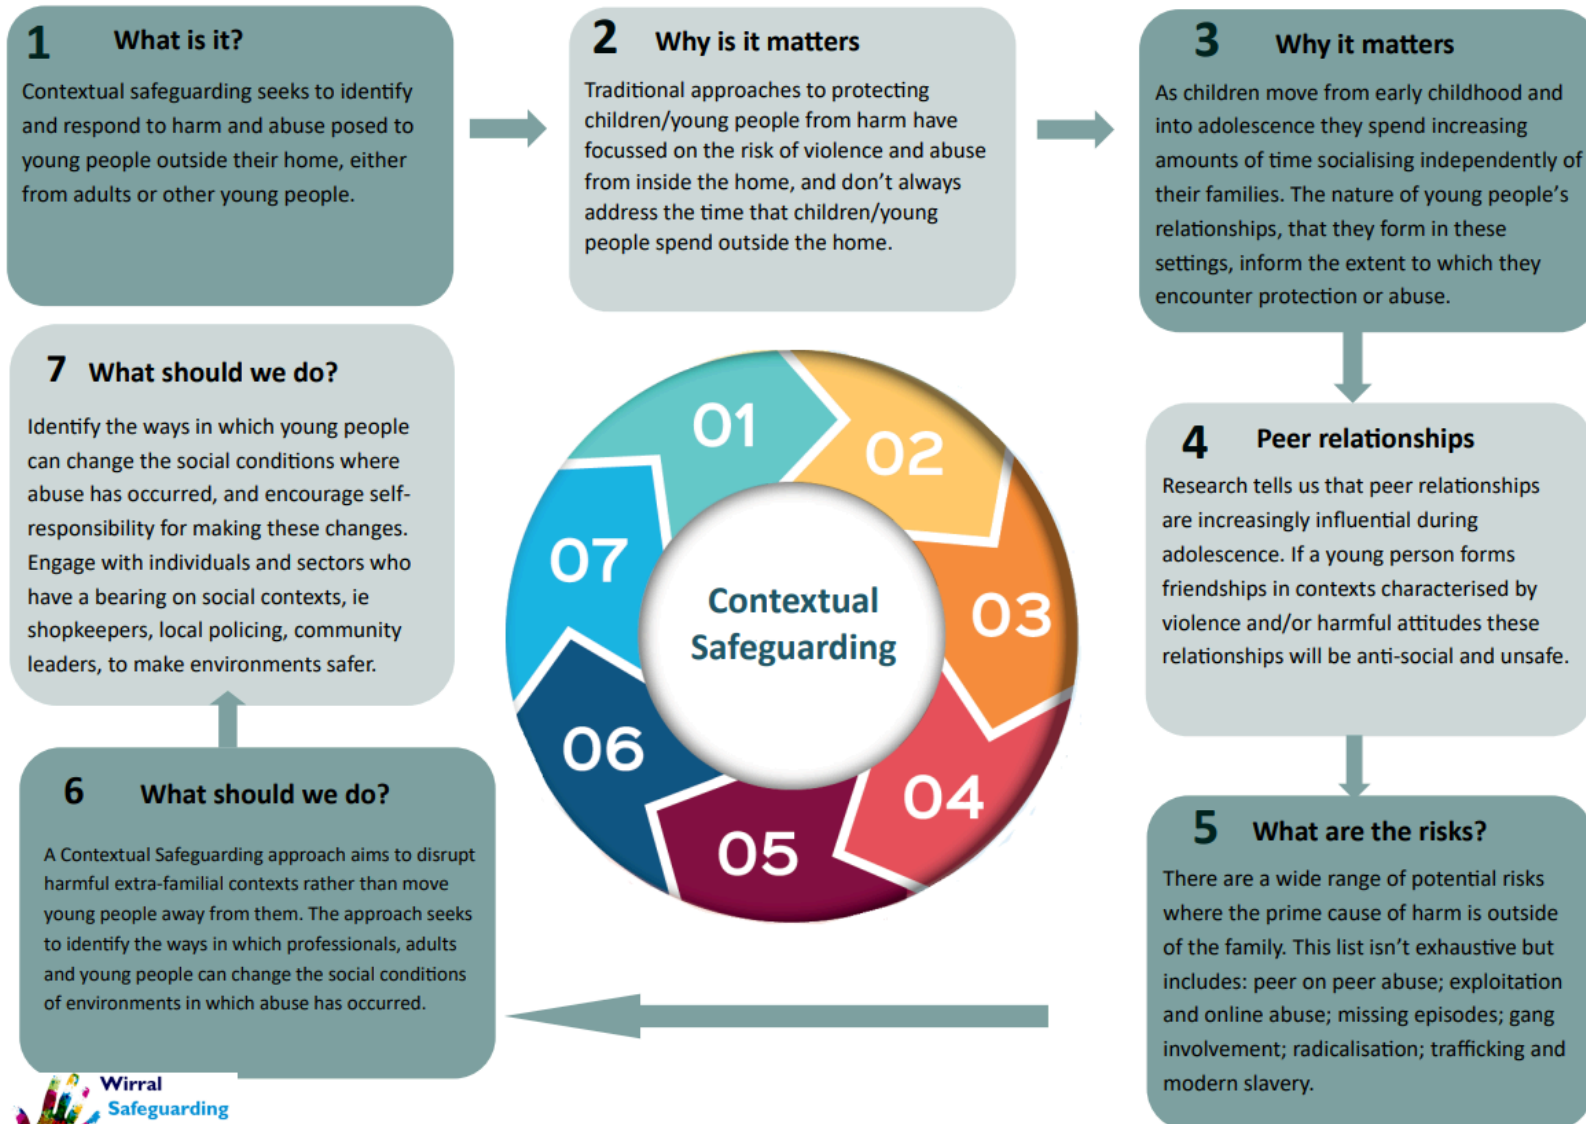 1 What is it?
Contextual safeguarding seeks to identify
and respond to harm and abuse posed to
young people outside their home, either
from adults or other young people.
2 Why is it matters
Traditional approaches to protecting
children/young people from harm have
focussed on the risk of violence and abuse
from inside the home, and don’t always
address the time that children/young
people spend outside the home.
3 Why it matters
As children move from early childhood and
into adolescence they spend increasing
amounts of time socialising independently of
their families. The nature of young people’s
relationships, that they form in these
settings, inform the extent to which they
encounter protection or abuse.
4 Peer relationships
Research tells us that peer relationships
are increasingly influential during
adolescence. If a young person forms
friendships in contexts characterised by
violence and/or harmful attitudes these
relationships will be anti-social and unsafe.
5 What are the risks?
There are a wide range of potential risks
where the prime cause of harm is outside
of the family. This list isn’t exhaustive but
includes: peer on peer abuse; exploitation
and online abuse; missing episodes; gang
involvement; radicalisation; trafficking and
modern slavery.
6 What should we do?
A Contextual Safeguarding approach aims to disrupt
harmful extra-familial contexts rather than move
young people away from them. The approach seeks
to identify the ways in which professionals, adults
and young people can change the social conditions
of environments in which abuse has occurred.
7 What should we do?
Identify the ways in which young people
can change the social conditions where
abuse has occurred, and encourage self-
responsibility for making these changes.
Engage with individuals and sectors who
have a bearing on social contexts, ie
shopkeepers, local policing, community
leaders, to make environments safer.
01
02
03
04
05
06
07
Contextual
Safeguarding
Wirral
Safeguarding